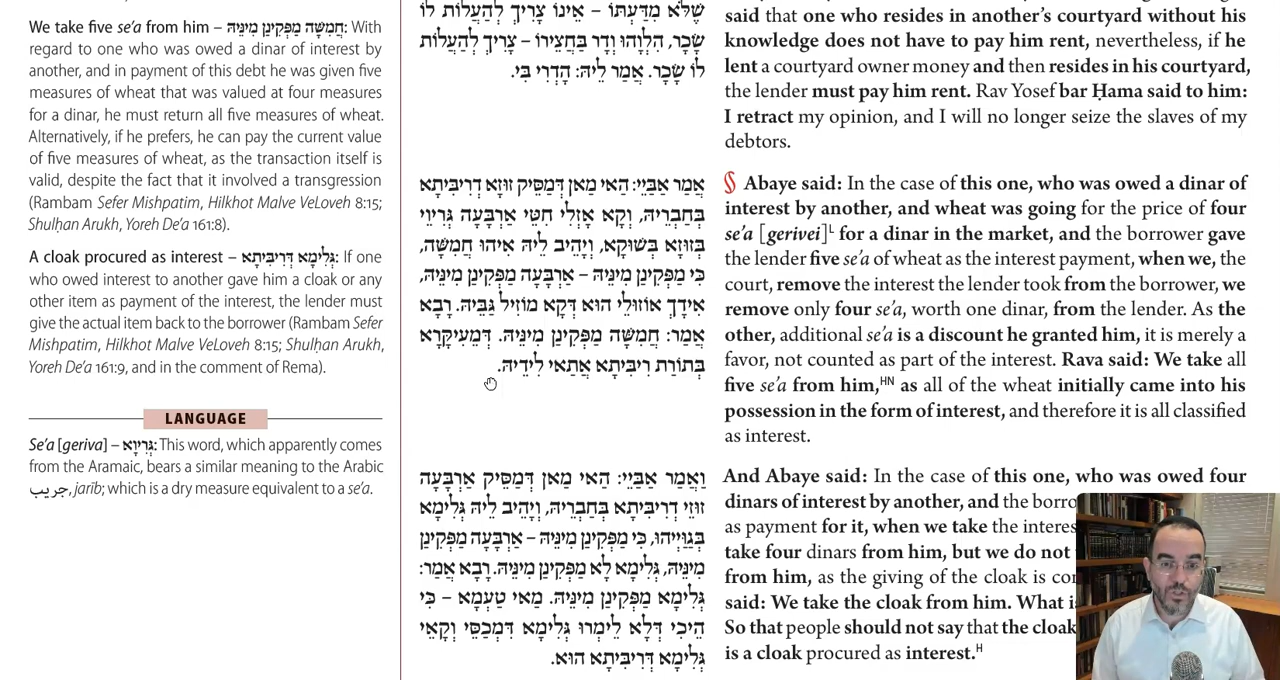 We take five se'a from him – חֲמִשָּׁה מַפְּקִינַן מִינֵּיהּ: With
regard to one who was owed a dinar of interest by
another, and in payment of this debt he was given five
measures of wheat that was valued at four measures
for a dinar, he must return all five measures of wheat.
Alternatively, if he prefers, he can pay the current value
of five measures of wheat, as the transaction itself is
valid, despite the fact that it involved a transgression
(Rambam Sefer Mishpatim, Hilkhot Malve VeLoveh 8:15;
Shulḥan Arukh, Yoreh De'a 161:8).
A cloak procured as interest – גְּלִימָא דְּרִיבִּיתָא: If one
who owed interest to another gave him a cloak or any
other item as payment of the interest, the lender must
give the actual item back to the borrower (Rambam Sefer
Mishpatim, Hilkhot Malve VeLoveh 8:15; Shulḥan Arukh,
Yoreh De'a 161:9, and in the comment of Rema).
LANGUAGE
Se'a [geriva] – גְּרִיוָא: This word, which apparently comes
from the Aramaic, bears a similar meaning to the Arabic
جريب, jarīb; which is a dry measure equivalent to a se'a.
שֶׁלֹּא מִדַּעְתּוֹ – אֵינוֹ צָרִיךְ לְהַעֲלוֹת לוֹ
שָׂכָר, הִלְוָהוּ וְדָר בַּחֲצֵירוֹ – צָרִיךְ לְהַעֲלוֹת
לוֹ שָׂכָר. אֲמַר לֵיהּ: הֲדְרִי בִּי.
אֲמַר אַבַּיֵּי: הַאי מַאן דְּמַסֵּיק זוּזָא דְרִיבִּיתָא
בְּחַבְרֵיהּ, וְקָא אָזְלִי חִטֵּי אַרְבָּעָה גְּרִיוֵי
בְּזוּזָא בְּשׁוּקָא, וְיָהֵיב לֵיהּ אִיהוּ חֲמִשָּׁה,
כִּי מַפְּקִינַן מִינֵּיהּ – אַרְבָּעָה מַפְּקִינַן מִינֵּיהּ,
אִידָךְ אוֹזוֹלֵי הוּא דְּקָא מוֹזֵיל גַּבֵּיהּ. רָבָא
אֲמַר: חֲמִשָּׁה מַפְּקִינַן מִינֵּיהּ. דְּמֵעִיקָּרָא
בְּתוֹרַת רִיבִּיתָא אֲתַאי לִידֵיהּ.
וְאָמַר אַבַּיֵּי: הַאי מַאן דְּמַסֵּיק אַרְבָּעָה
זוּזֵי דְרִיבִּיתָא בְּחַבְרֵיהּ, וְיָהֵיב לֵיהּ גְּלִימָא
בְּגַוַּיְיהוּ, כִּי מַפְּקִינַן מִינֵּיהּ – אַרְבָּעָה מַפְּקִינַן
מִינֵּיהּ, גְּלִימָא לָא מַפְּקִינַן מִינֵּיהּ. רָבָא אֲמַר:
גְּלִימָא מַפְּקִינַן מִינֵּיהּ. מַאי טַעְמָא – כִּי
הֵיכִי דְּלָא לֵימְרוּ גְּלִימָא דִּמְכַסֵּי וְקָאֵי
גְּלִימָא דְּרִיבִּיתָא הוּא.
said that one who resides in another's courtyard without his
knowledge does not have to pay him rent, nevertheless, if he
lent a courtyard owner money and then resides in his courtyard,
the lender must pay him rent. Rav Yosef bar Ḥama said to him:
I retract my opinion, and I will no longer seize the slaves of my
debtors.
§ Abaye said: In the case of this one, who was owed a dinar of
interest by another, and wheat was going for the price of four
se'a [gerivei]L for a dinar in the market, and the borrower gave
the lender five se'a of wheat as the interest payment, when we, the
court, remove the interest the lender took from the borrower, we
remove only four se'a, worth one dinar, from the lender. As the
other, additional se'a is a discount he granted him, it is merely a
favor, not counted as part of the interest. Rava said: We take all
five se'a from him,HN as all of the wheat initially came into his
possession in the form of interest, and therefore it is all classified
as interest.
And Abaye said: In the case of this one, who was owed four
dinars of interest by another, and the borro
as payment for it, when we take the interes
take four dinars from him, but we do not
from him, as the giving of the cloak is co
said: We take the cloak from him. What i
So that people should not say that the cloak
is a cloak procured as interest.H